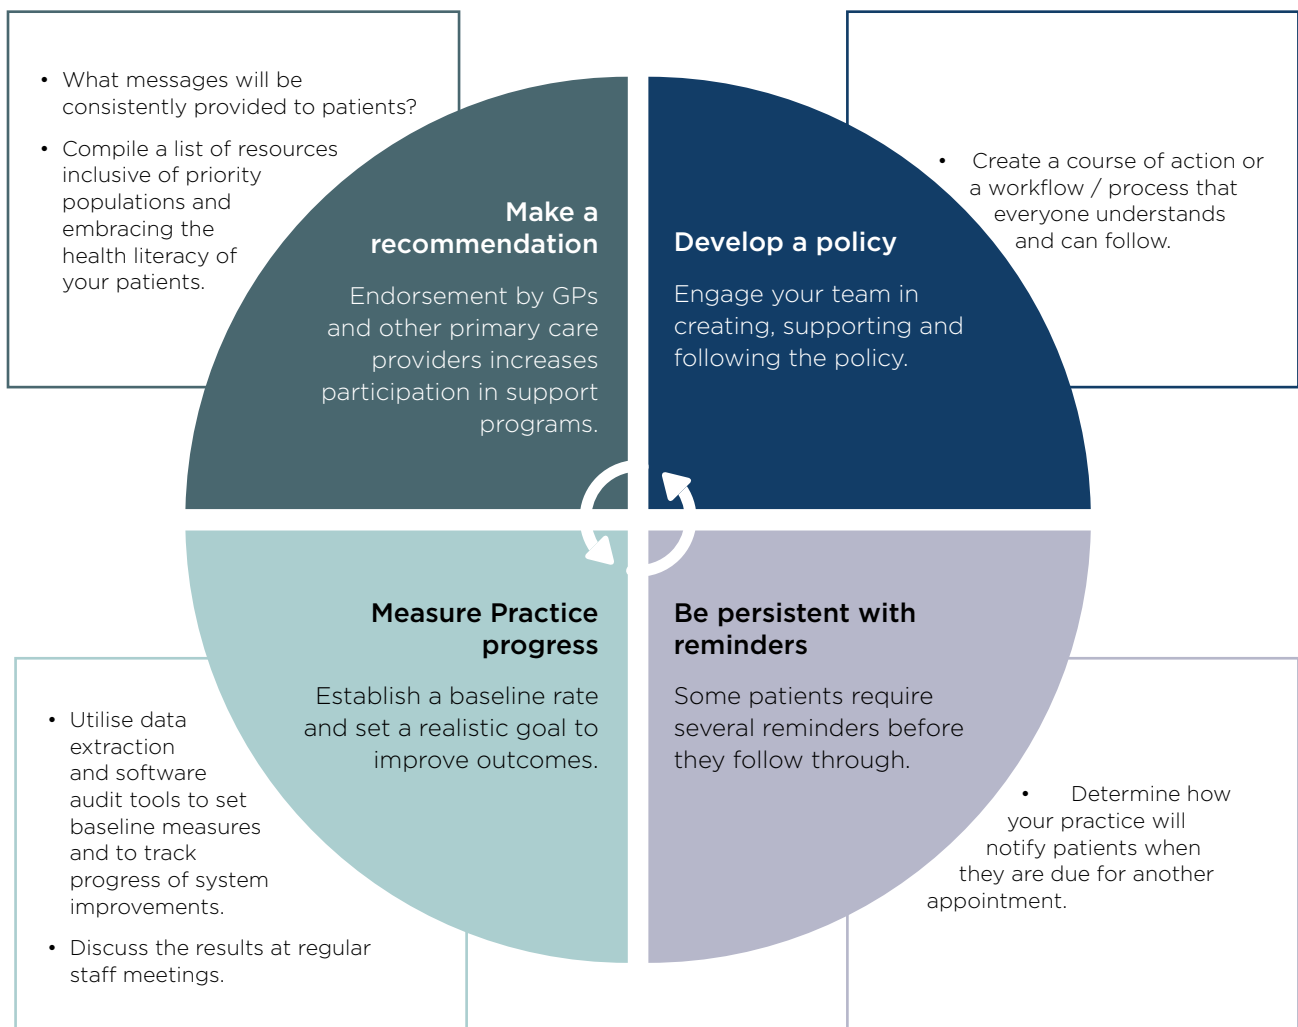 • What messages will be
consistently provided to patients?
• Compile a list of resources
inclusive of priority
populations and
embracing the
health literacy of
your patients.
Make a
recommendation
Endorsement by GPs
and other primary care
providers increases
participation in support
programs.
Develop a policy
Engage your team in
creating, supporting and
following the policy.
• Create a course of action or
a workflow / process that
everyone understands
and can follow.
Measure Practice
progress
Establish a baseline rate
and set a realistic goal to
improve outcomes.
• Utilise data
extraction
and software
audit tools to set
baseline measures
and to track
progress of system
improvements.
• Discuss the results at regular
staff meetings.
Be persistent with
reminders
Some patients require
several reminders before
they follow through.
• Determine how
your practice will
notify patients when
they are due for another
appointment.